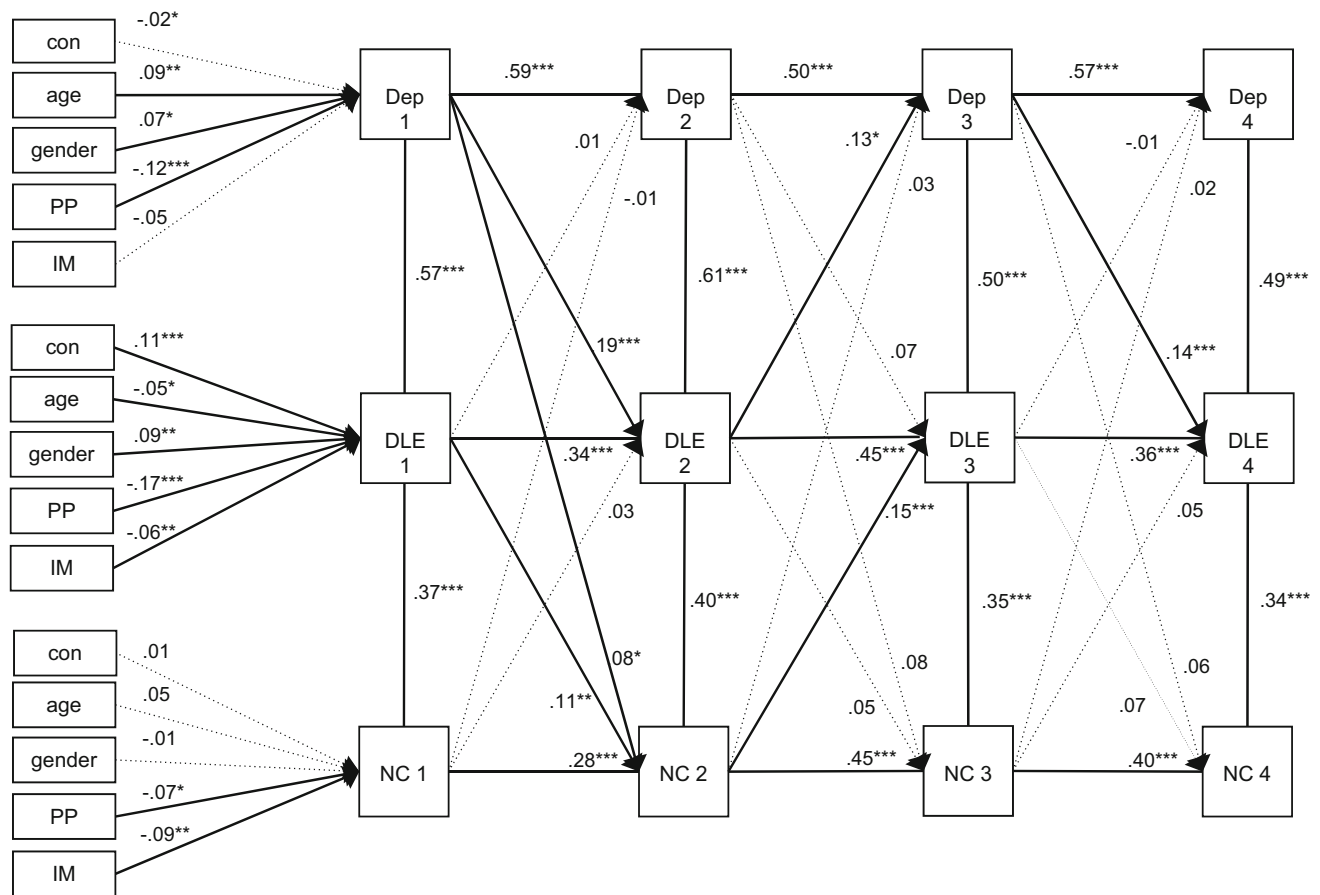 con
-.02*
age
.09**
gender
.07*
PP
-.12***
IM
-.05
Dep
1
.59***
Dep
2
.50***
Dep
3
.57***
Dep
4
.01
-.01
.13*
.03
-.01
.02
.57***
.61***
.50***
.49***
.19***
.07
.14***
con
.11***
age
-.05*
gender
.09**
PP
-.17***
IM
-.06**
DLE
1
.34***
DLE
2
.45***
DLE
3
.36***
DLE
4
.03
.15***
.05
.37***
.40***
.35***
.34***
08*
.08
.06
.11**
.05
.07
con
.01
age
.05
gender
-.01
PP
-.07*
IM
-.09**
NC 1
.28***
NC 2
.45***
NC 3
.40***
NC 4